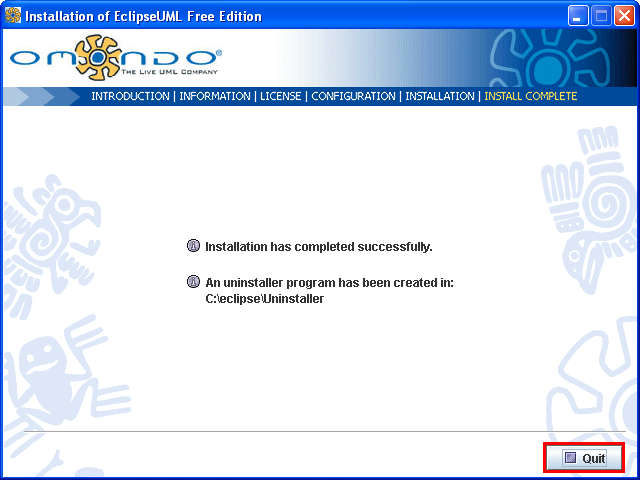 Installation of EclipseUML Free Edition
OMONDO®
THE LIVE UML COMPANY
INTRODUCTION | INFORMATION | LICENSE | CONFIGURATION | INSTALLATION | INSTALL COMPLETE
Installation has completed successfully.
An uninstaller program has been created in:
C:\eclipse\Uninstaller
Quit